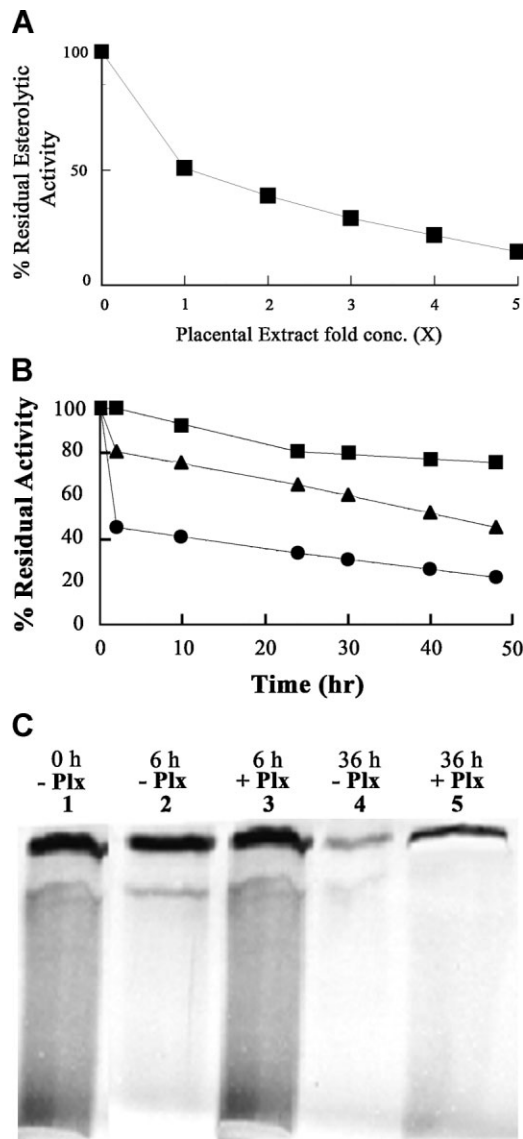 A
100
50
0
% Residual Esterolytic
Activity
0 1 2 3 4 5
Placental Extract fold conc. (X)
B
100
80
60
40
20
0
% Residual Activity
0 10 20 30 40 50
Time (hr)
C
0 h 6 h 6 h 36 h 36 h
- Plx - Plx + Plx - Plx + Plx
1 2 3 4 5